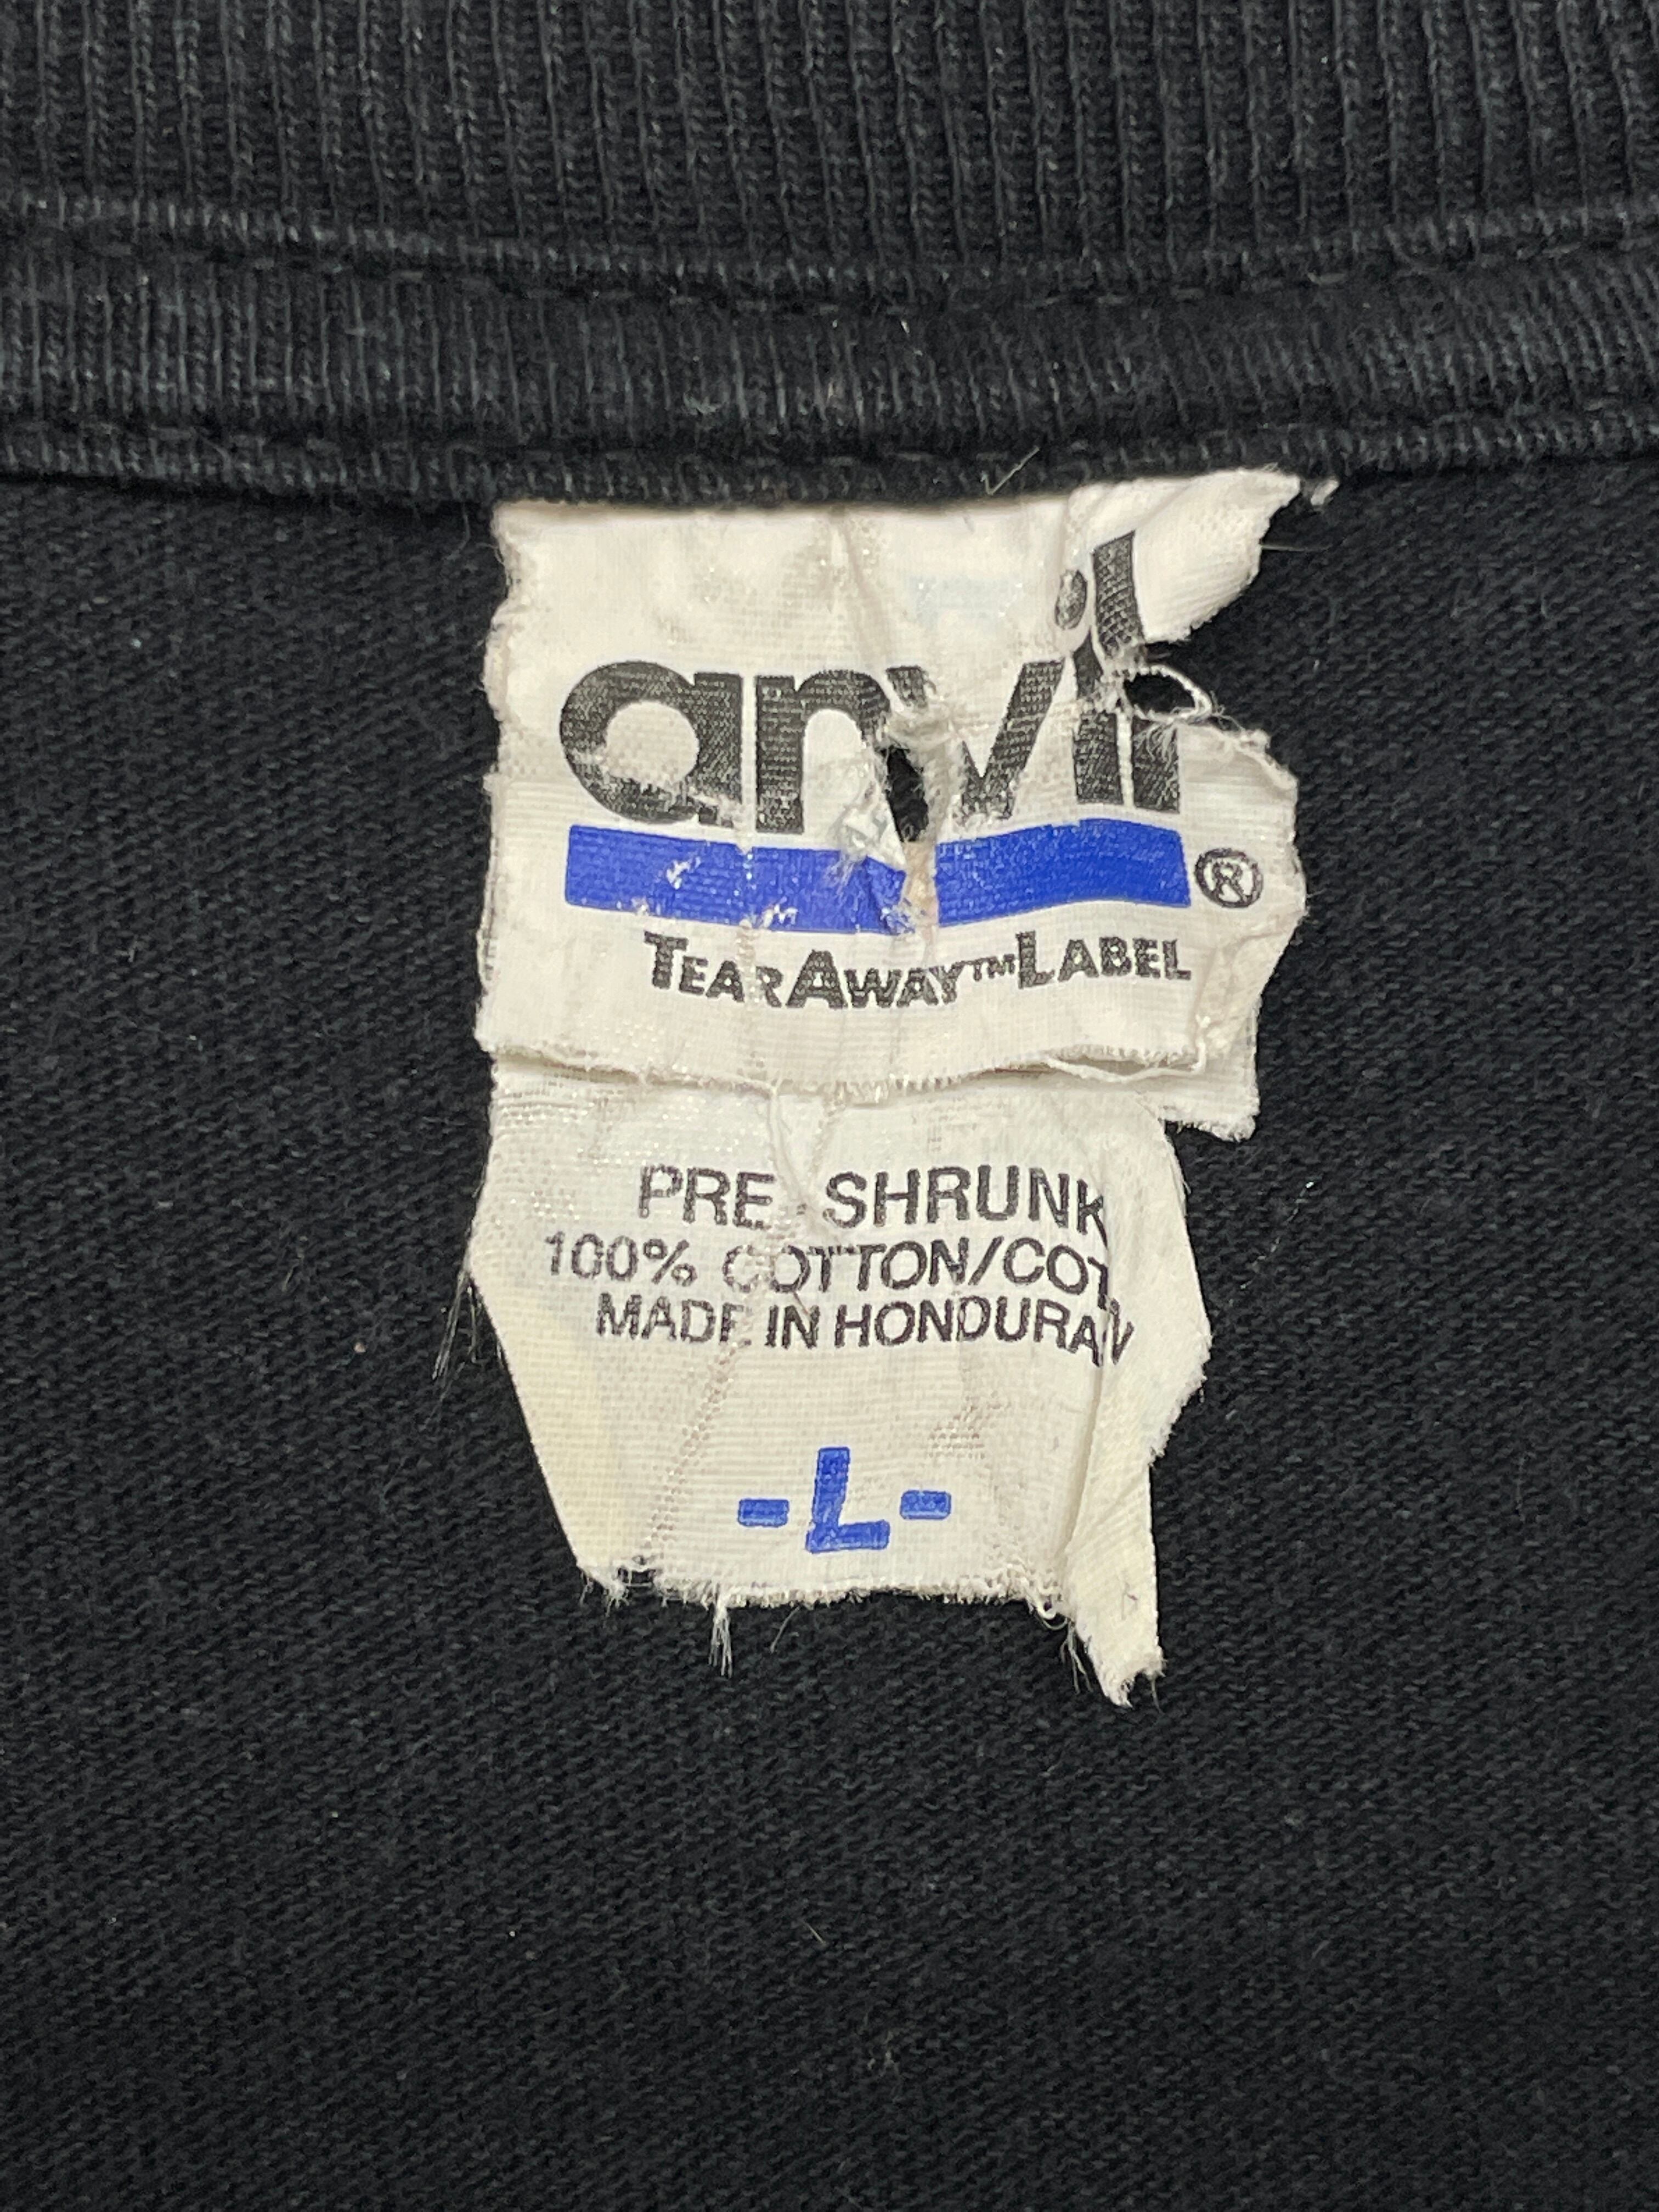 anvil
®
TEARAWAY™LABEL
PRE-SHRUNK
100% COTTON/COT
MADE IN HONDURA
-L-